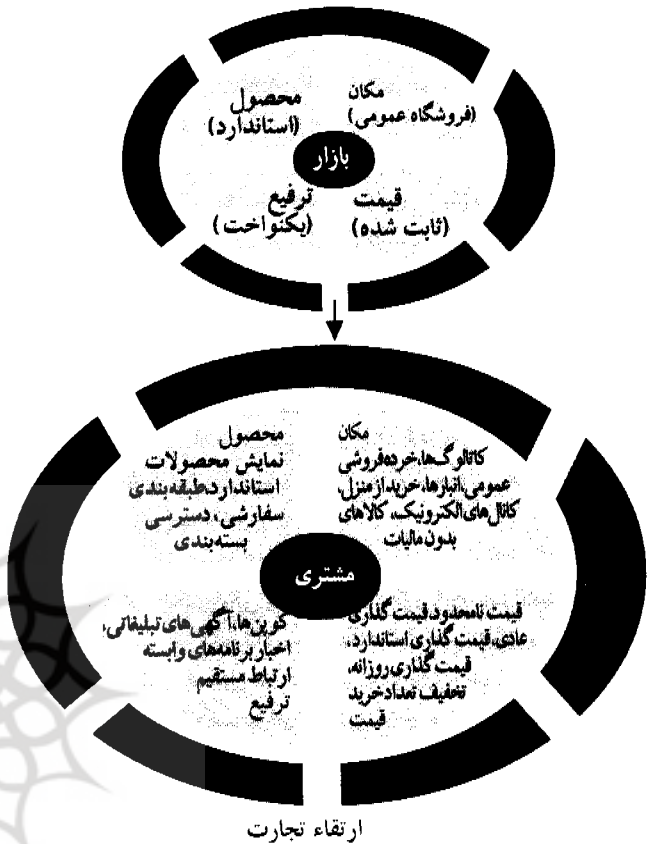 مکان
(فروشگاه عمومی)
محصول
(استاندارد)
بازار
قیمت
(ثابت شده)
ترفیع
(یکنواخت)
مکان
کاتالوگ‌ها، خرده‌فروشی
عمومی، انبارها، خرید از منزل،
کانال‌های الکترونیک، کالاهای
بدون مالیات
محصول
نمایش محصولات
استاندارد، طبقه‌بندی
سفارشی، دسترسی
بسته‌بندی
مشتری
قیمت نامحدود، قیمت گذاری
عادی، قیمت گذاری استاندارد،
قیمت گذاری روزانه،
تخفیف تعداد خرید
قیمت
کوپن‌ها، آگهی‌های تبلیغاتی،
اخبار برنامه‌های وابسته
ارتباط مستقیم
ترفیع
ارتقاء تجارت